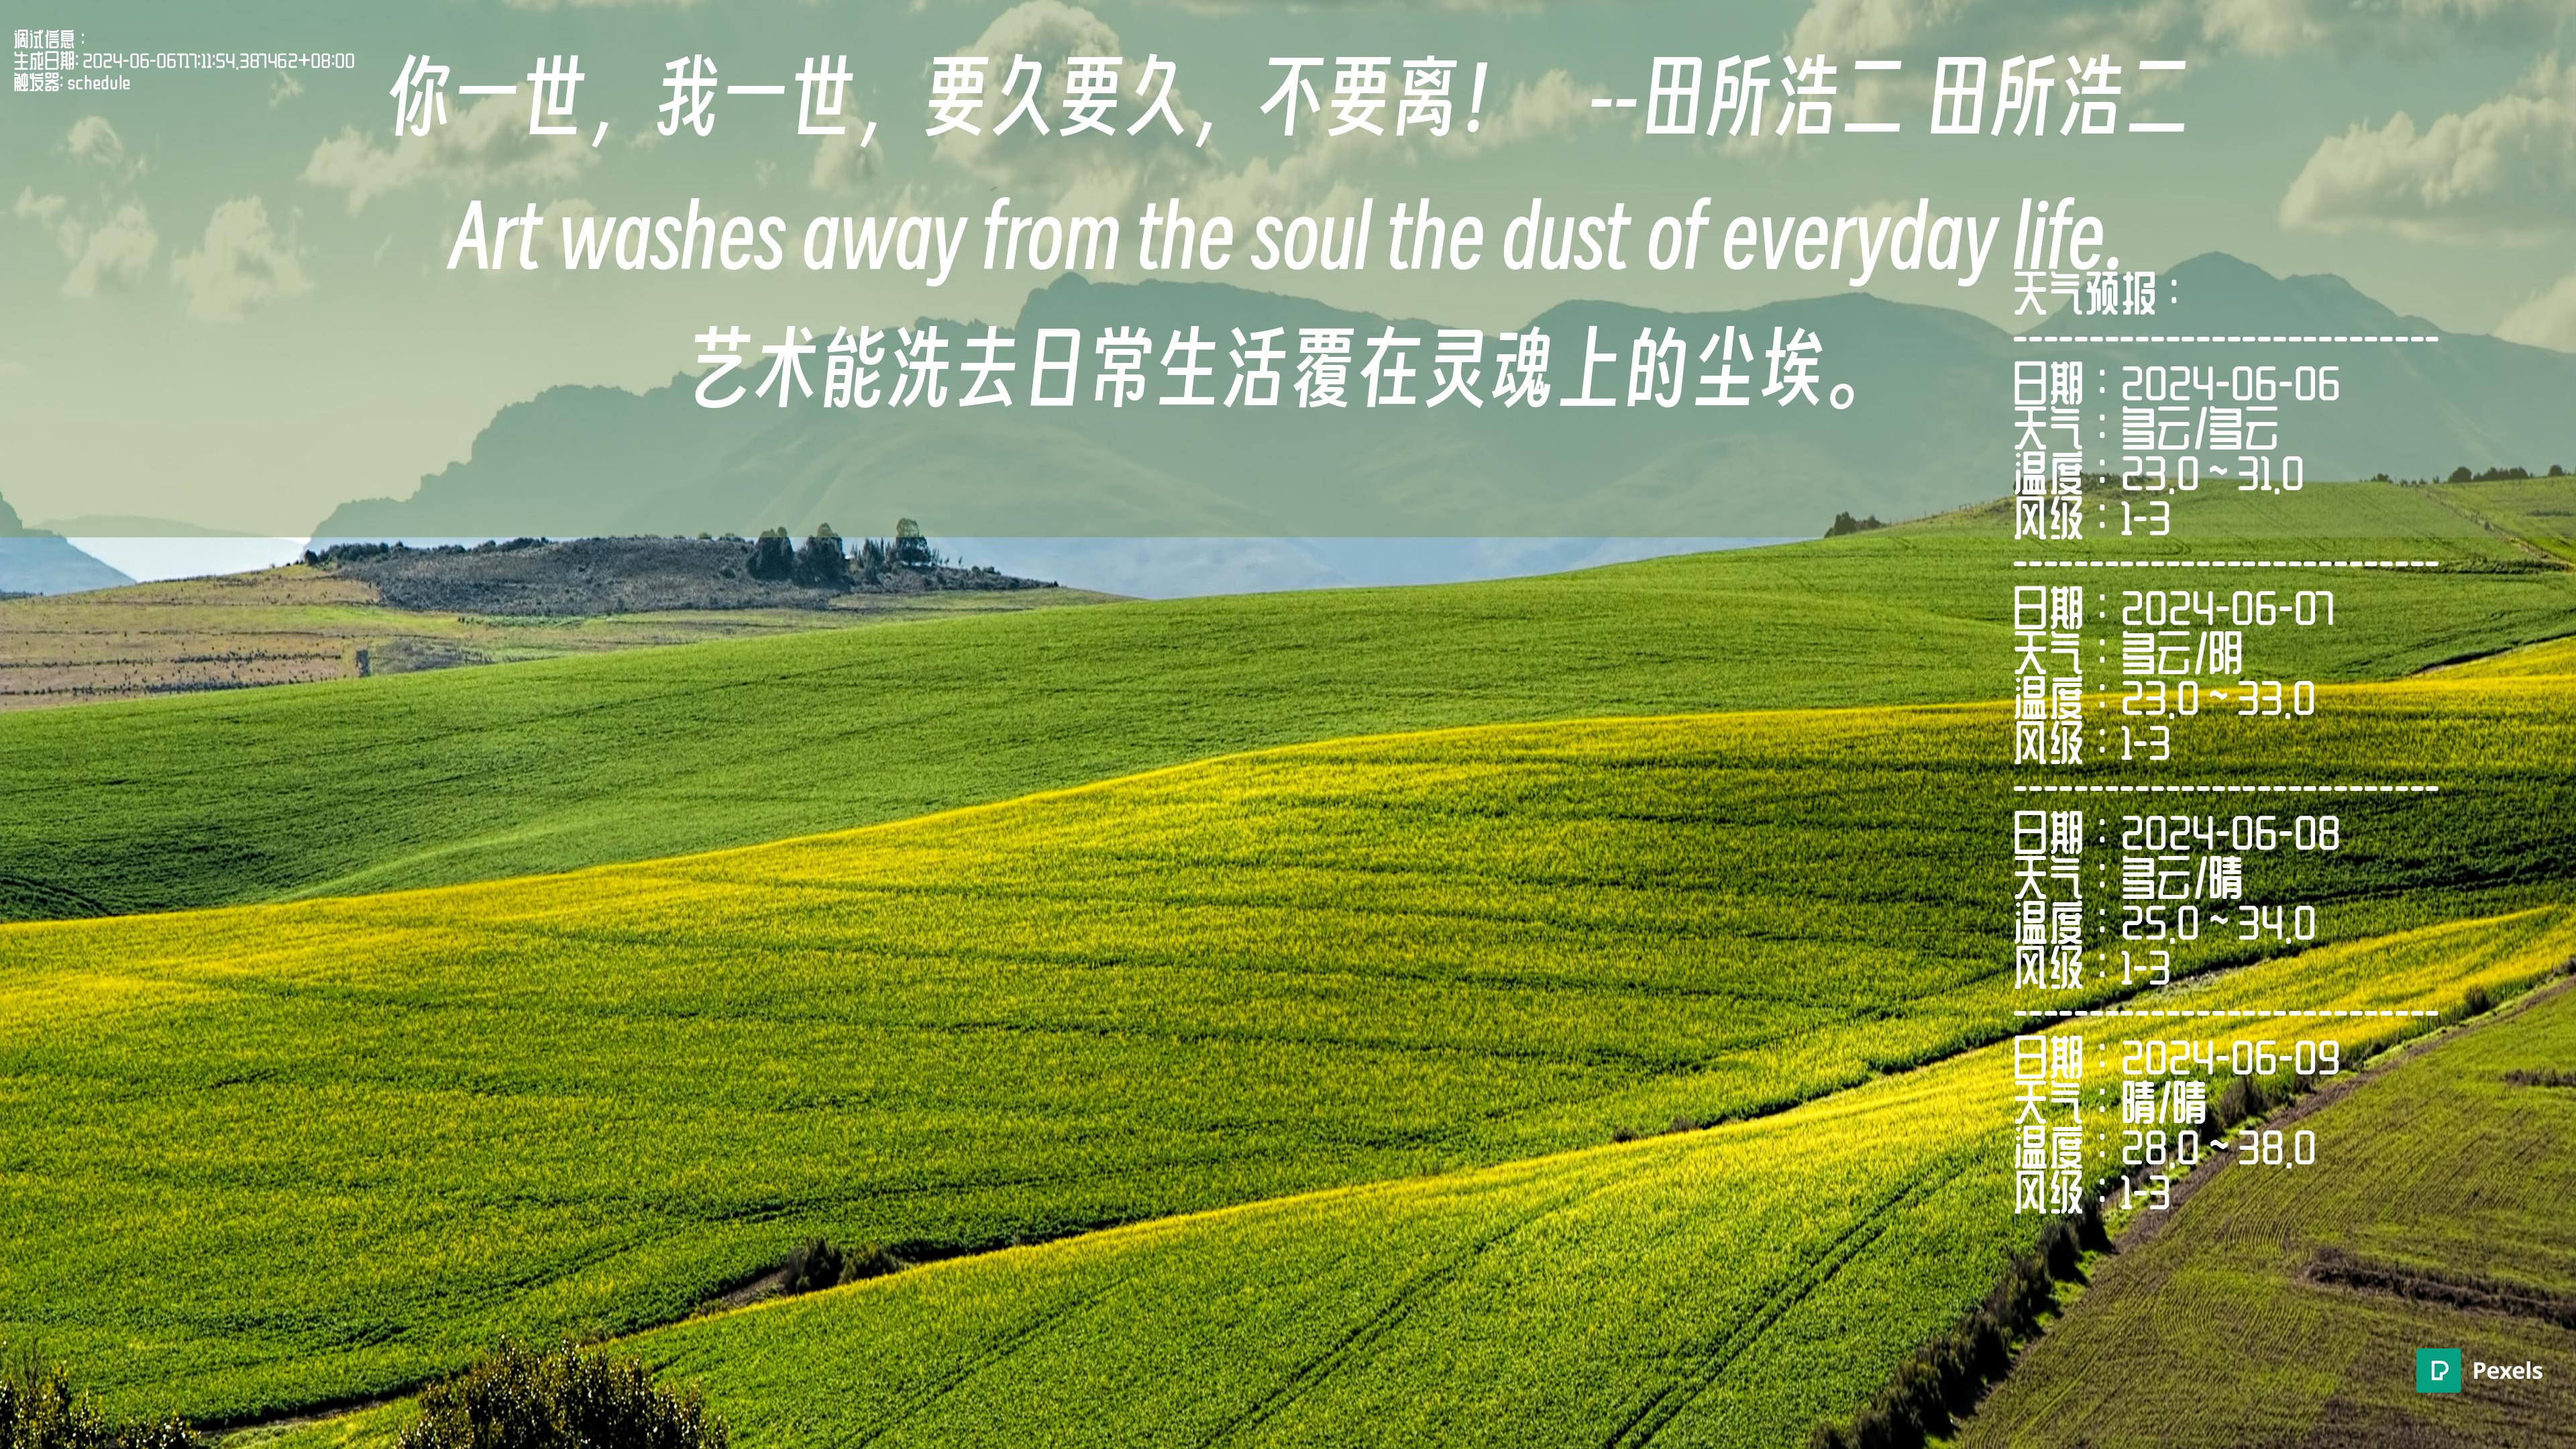 调试信息：
生成日期: 2024-06-06T17:11:54.387462+08:00
触发器: schedule
你一世，我一世，要久要久，不要离！ --田所浩二 田所浩二
Art washes away from the soul the dust of everyday life.
艺术能洗去日常生活覆在灵魂上的尘埃。
天气预报：
----------------------------
日期：2024-06-06
天气：多云/多云
温度：23.0 ~ 31.0
风级：1-3
----------------------------
日期：2024-06-07
天气：多云/阴
温度：23.0 ~ 33.0
风级：1-3
----------------------------
日期：2024-06-08
天气：多云/晴
温度：25.0 ~ 34.0
风级：1-3
----------------------------
日期：2024-06-09
天气：晴/晴
温度：28.0 ~ 38.0
风级：1-3
Pexels